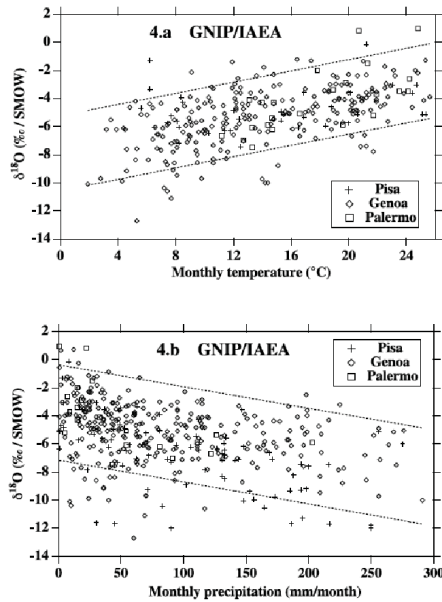 4.a GNIP/IAEA
δ18O (‰ / SMOW)
2
0
-2
-4
-6
-8
-10
-12
-14
0 4 8 12 16 20 24
Pisa
Genoa
Palermo
Monthly temperature (°C)
4.b GNIP/IAEA
δ18O (‰ / SMOW)
2
0
-2
-4
-6
-8
-10
-12
-14
0 50 100 150 200 250 300
Pisa
Genoa
Palermo
Monthly precipitation (mm/month)